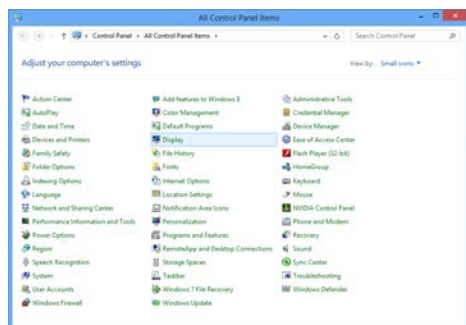 All Control Panel Items
Control Panel All Control Panel Items Search Control Panel
Adjust your computer's settings View by: Small icons
Action Center Add features to Windows 8 Administrative Tools
AutoPlay Color Management Credential Manager
Date and Time Default Programs Device Manager
Devices and Printers Display Ease of Access Center
Family Safety File History Flash Player (32-bit)
Folder Options Fonts HomeGroup
Indexing Options Internet Options Keyboard
Language Location Settings Mouse
Network and Sharing Center Notification Area Icons NVIDIA Control Panel
Performance Information and Tools Personalization Phone and Modem
Power Options Programs and Features Recovery
Region RemoteApp and Desktop Connections Sound
Speech Recognition Storage Spaces Sync Center
System Taskbar Troubleshooting
User Accounts Windows 7 File Recovery Windows Defender
Windows Firewall Windows Update